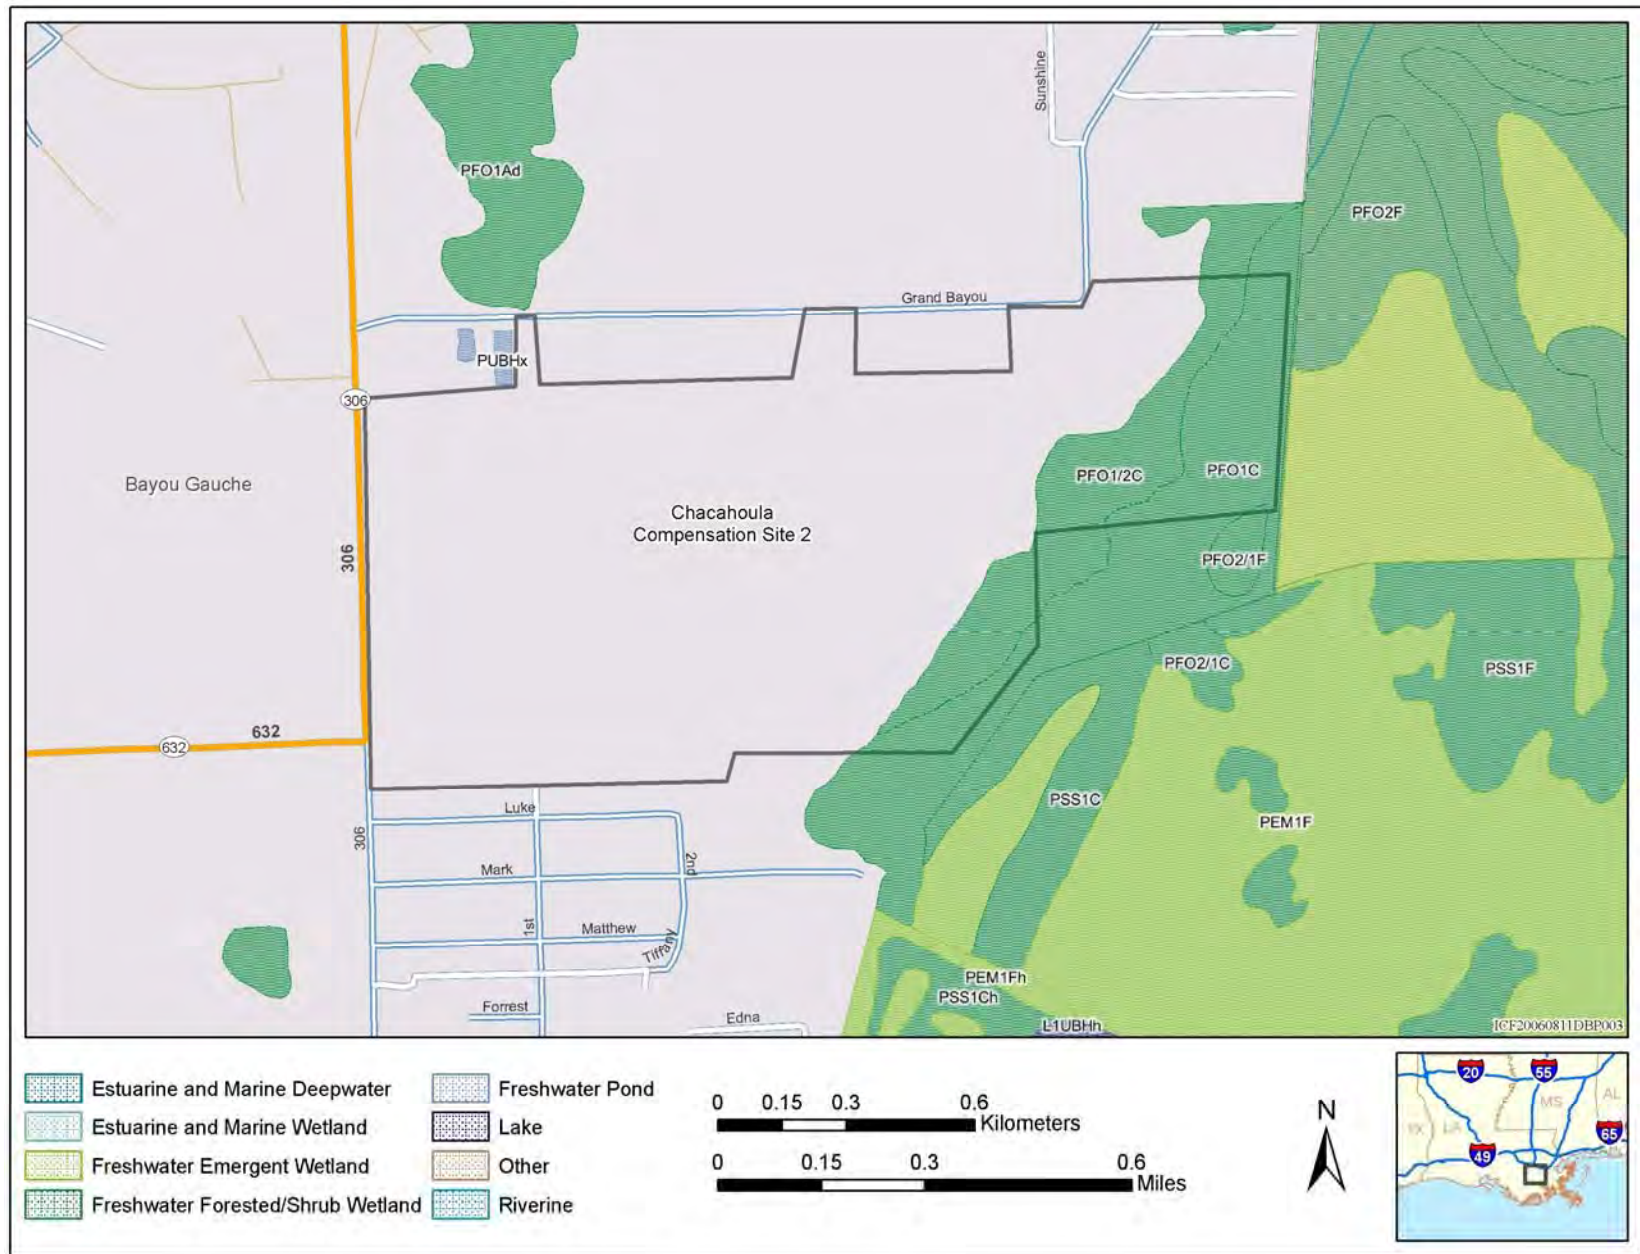 Sunshine
PFO1Ad
PFO2F
Grand Bayou
PUBHx
306
Bayou Gauche
PFO1/2C
PFO1C
Chacahoula
Compensation Site 2
306
PFO2/1F
PFO2/1C
PSS1F
632
632
PSS1C
Luke
PEM1F
306
Mark
2nd
1st
Matthew
Tiffany
PEM1Fh
PSS1Ch
Forrest
Edna
L1UBHh
ICF20060811DBP003
Estuarine and Marine Deepwater
Estuarine and Marine Wetland
Freshwater Emergent Wetland
Freshwater Forested/Shrub Wetland
Freshwater Pond
Lake
Other
Riverine
0 0.15 0.3 0.6
Kilometers
0 0.15 0.3 0.6
Miles
N
20
55
MS
AL
TX
LA
65
49